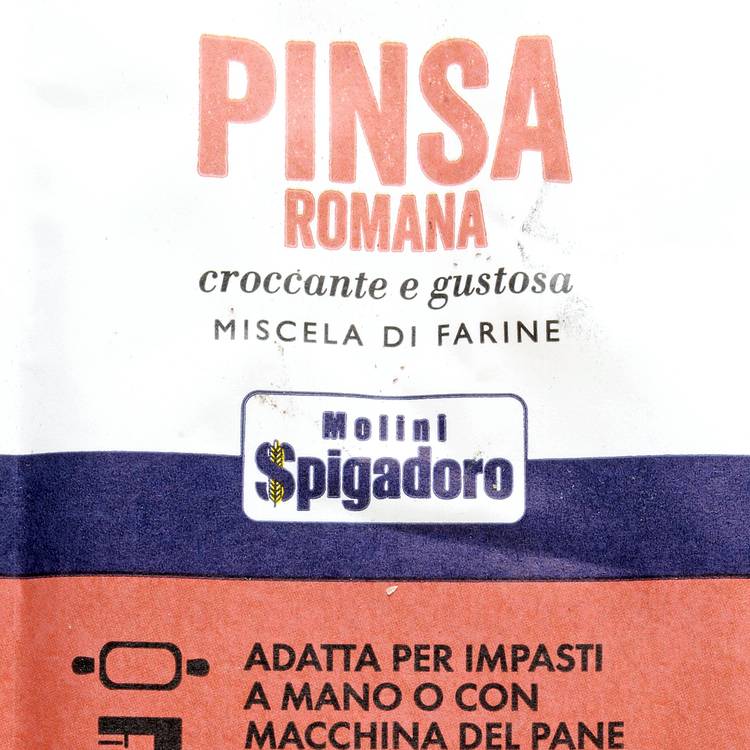 PINSA
ROMANA
croccante e gustosa
MISCELA DI FARINE
Molini
Spigadoro
ADATTA PER IMPASTI
A MANO O CON
MACCHINA DEL PANE